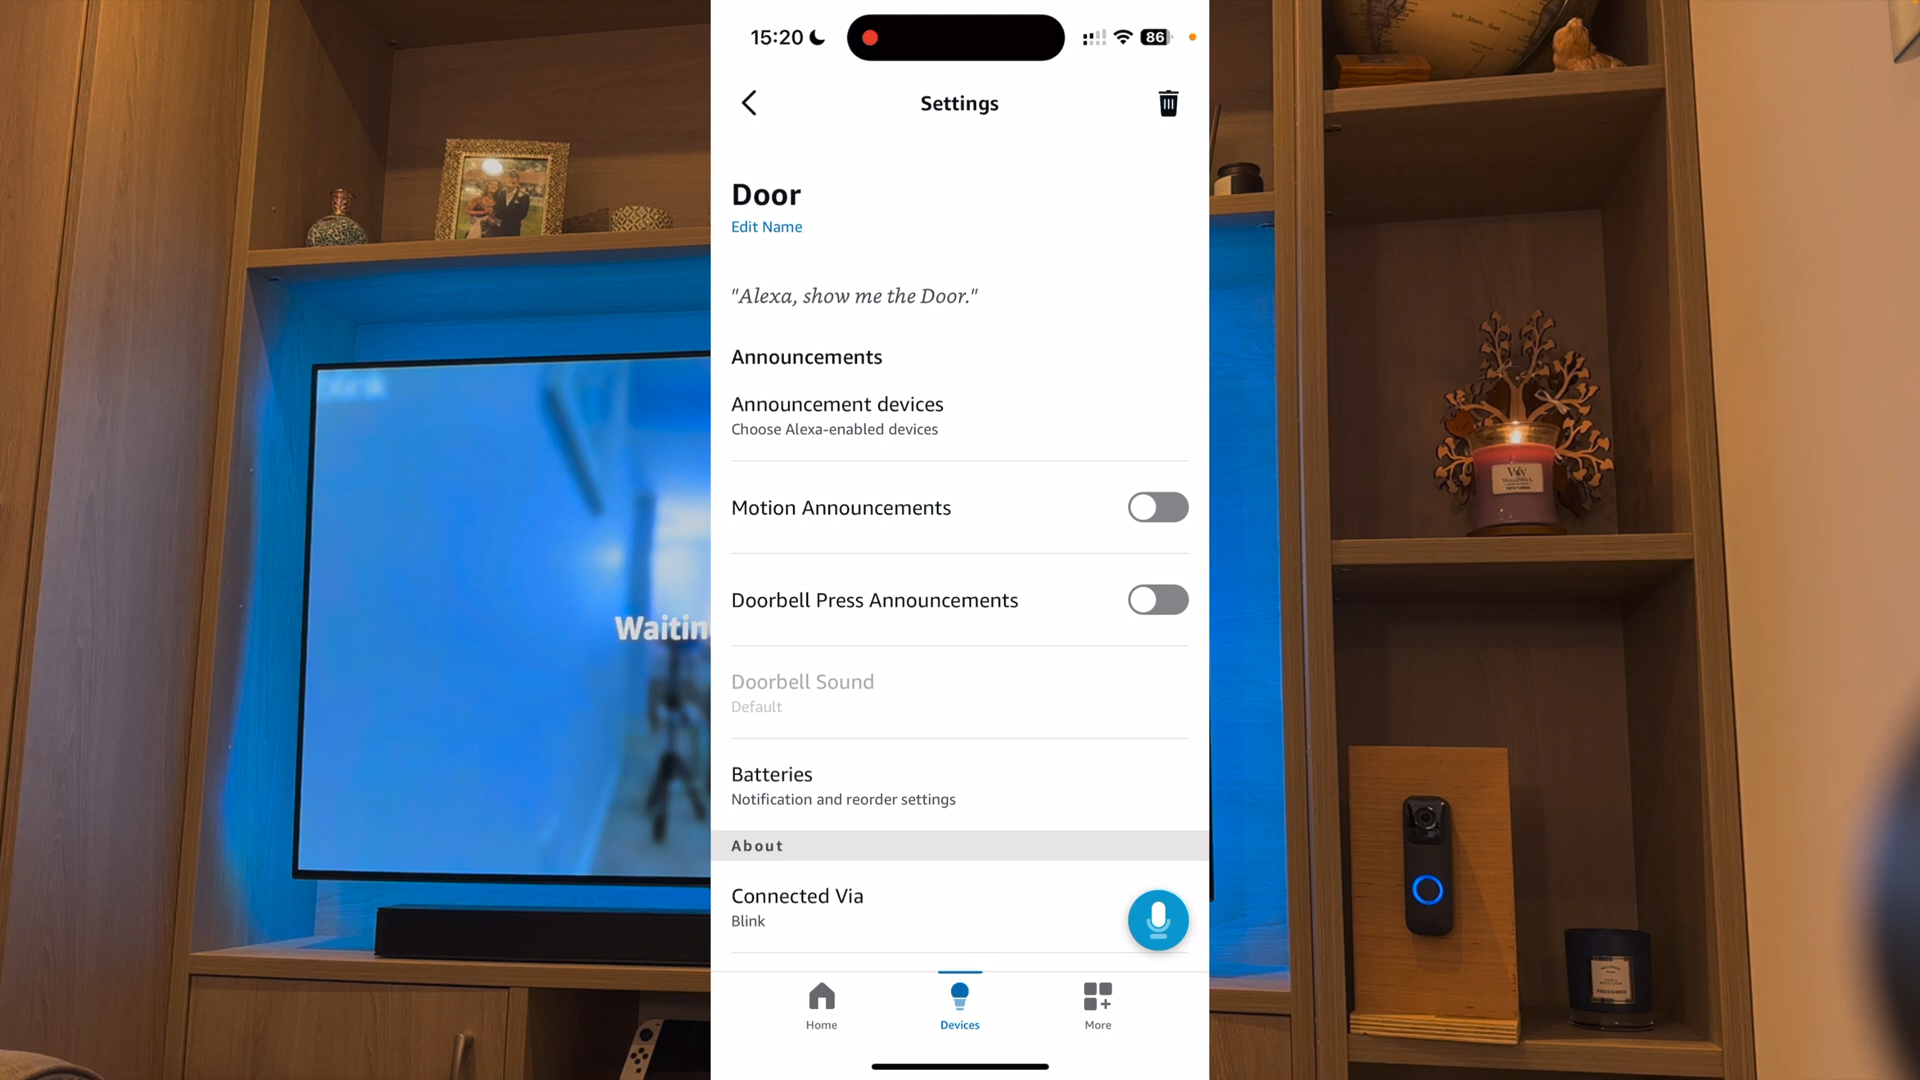 15:20
86
Settings
Door
Edit Name
"Alexa, show me the Door."
Announcements
Announcement devices
Choose Alexa-enabled devices
Motion Announcements
Doorbell Press Announcements
Doorbell Sound
Default
Batteries
Notification and reorder settings
About
Connected Via
Blink
Home
Devices
More
Waitin
WW
WoodWick